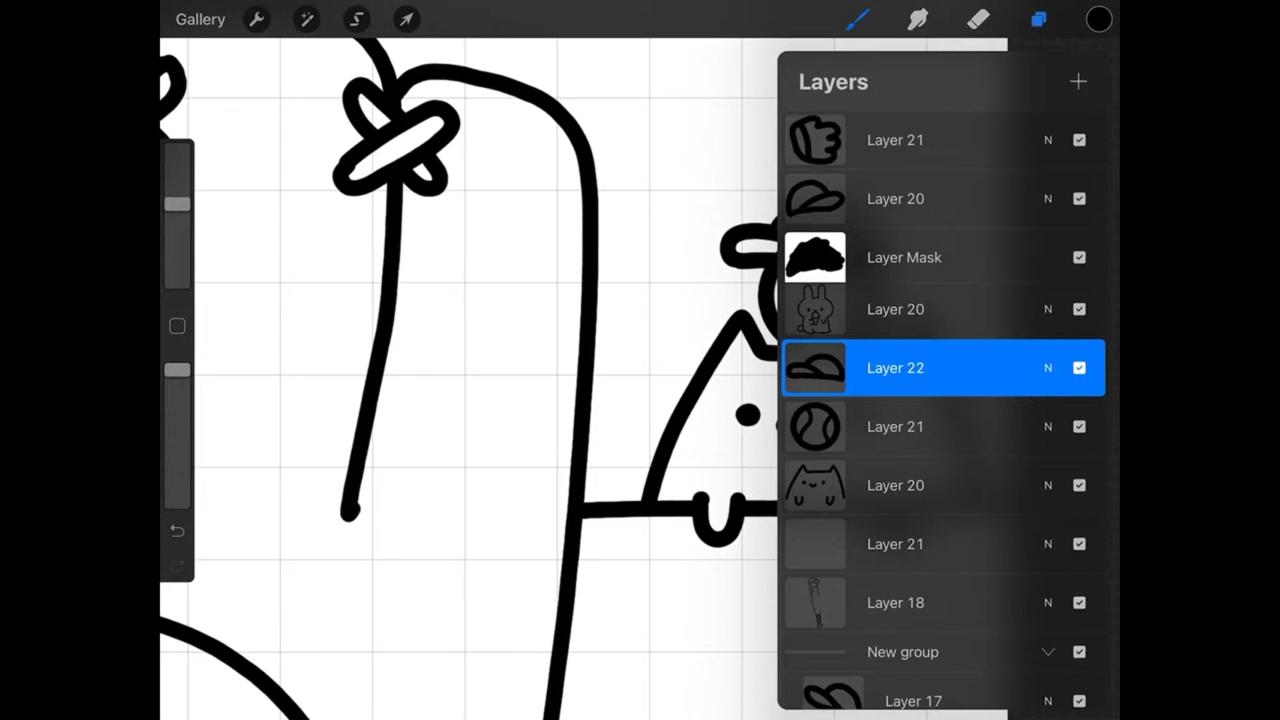 Gallery
Layers
Layer 21 N
Layer 20 N
Layer Mask
Layer 20 N
Layer 22 N
Layer 21 N
Layer 20 N
Layer 21 N
Layer 18 N
New group
Layer 17 N